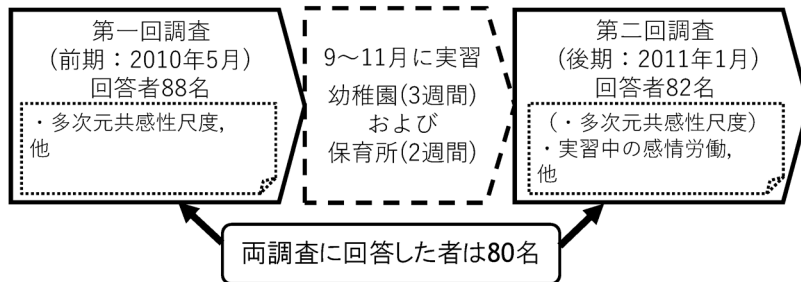 第一回調査
(前期：2010年5月)
回答者88名
・多次元共感性尺度,
他
9～11月に実習
幼稚園(3週間)
および
保育所(2週間)
第二回調査
(後期：2011年1月)
回答者82名
（・多次元共感性尺度)
・実習中の感情労働,
他
両調査に回答した者は80名